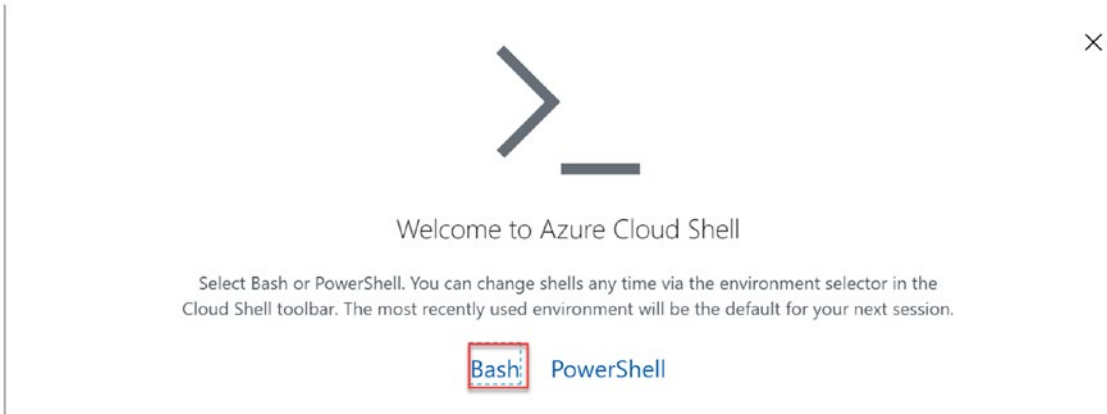 Welcome to Azure Cloud Shell
Select Bash or PowerShell. You can change shells any time via the environment selector in the
Cloud Shell toolbar. The most recently used environment will be the default for your next session.
Bash PowerShell